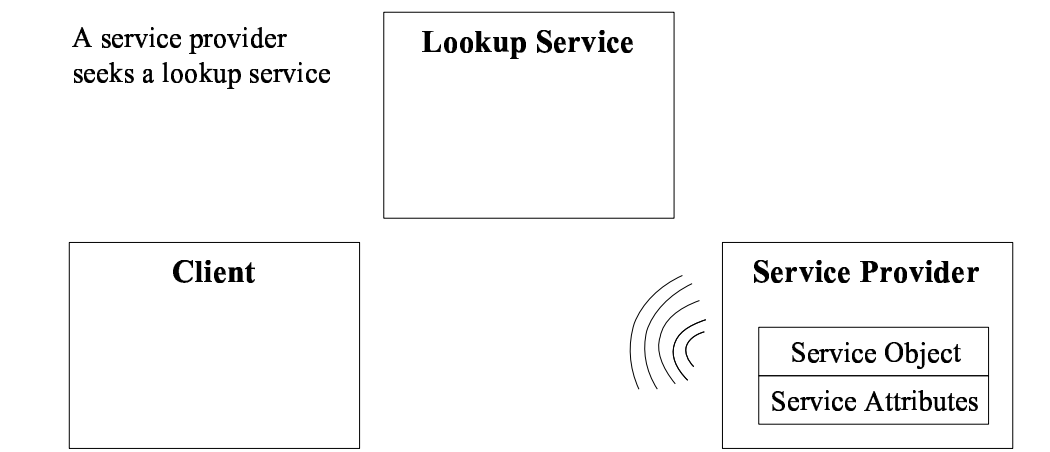 A service provider
seeks a lookup service
Lookup Service
Client
Service Provider
Service Object
Service Attributes